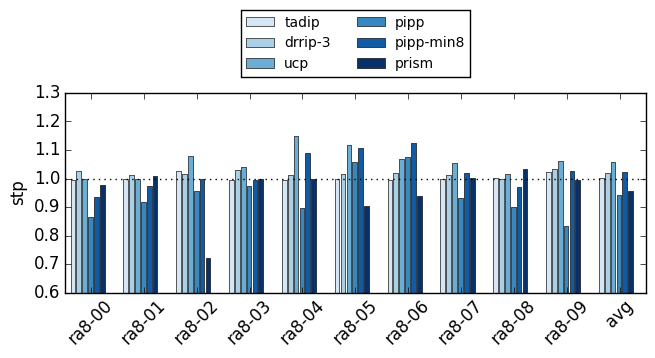 tadip pipp
drrip-3 pipp-min8
ucp prism
1.3
1.2
1.1
1.0
0.9
0.8
0.7
0.6
stp
ra8-00 ra8-01 ra8-02 ra8-03 ra8-04 ra8-05 ra8-06 ra8-07 ra8-08 ra8-09 avg